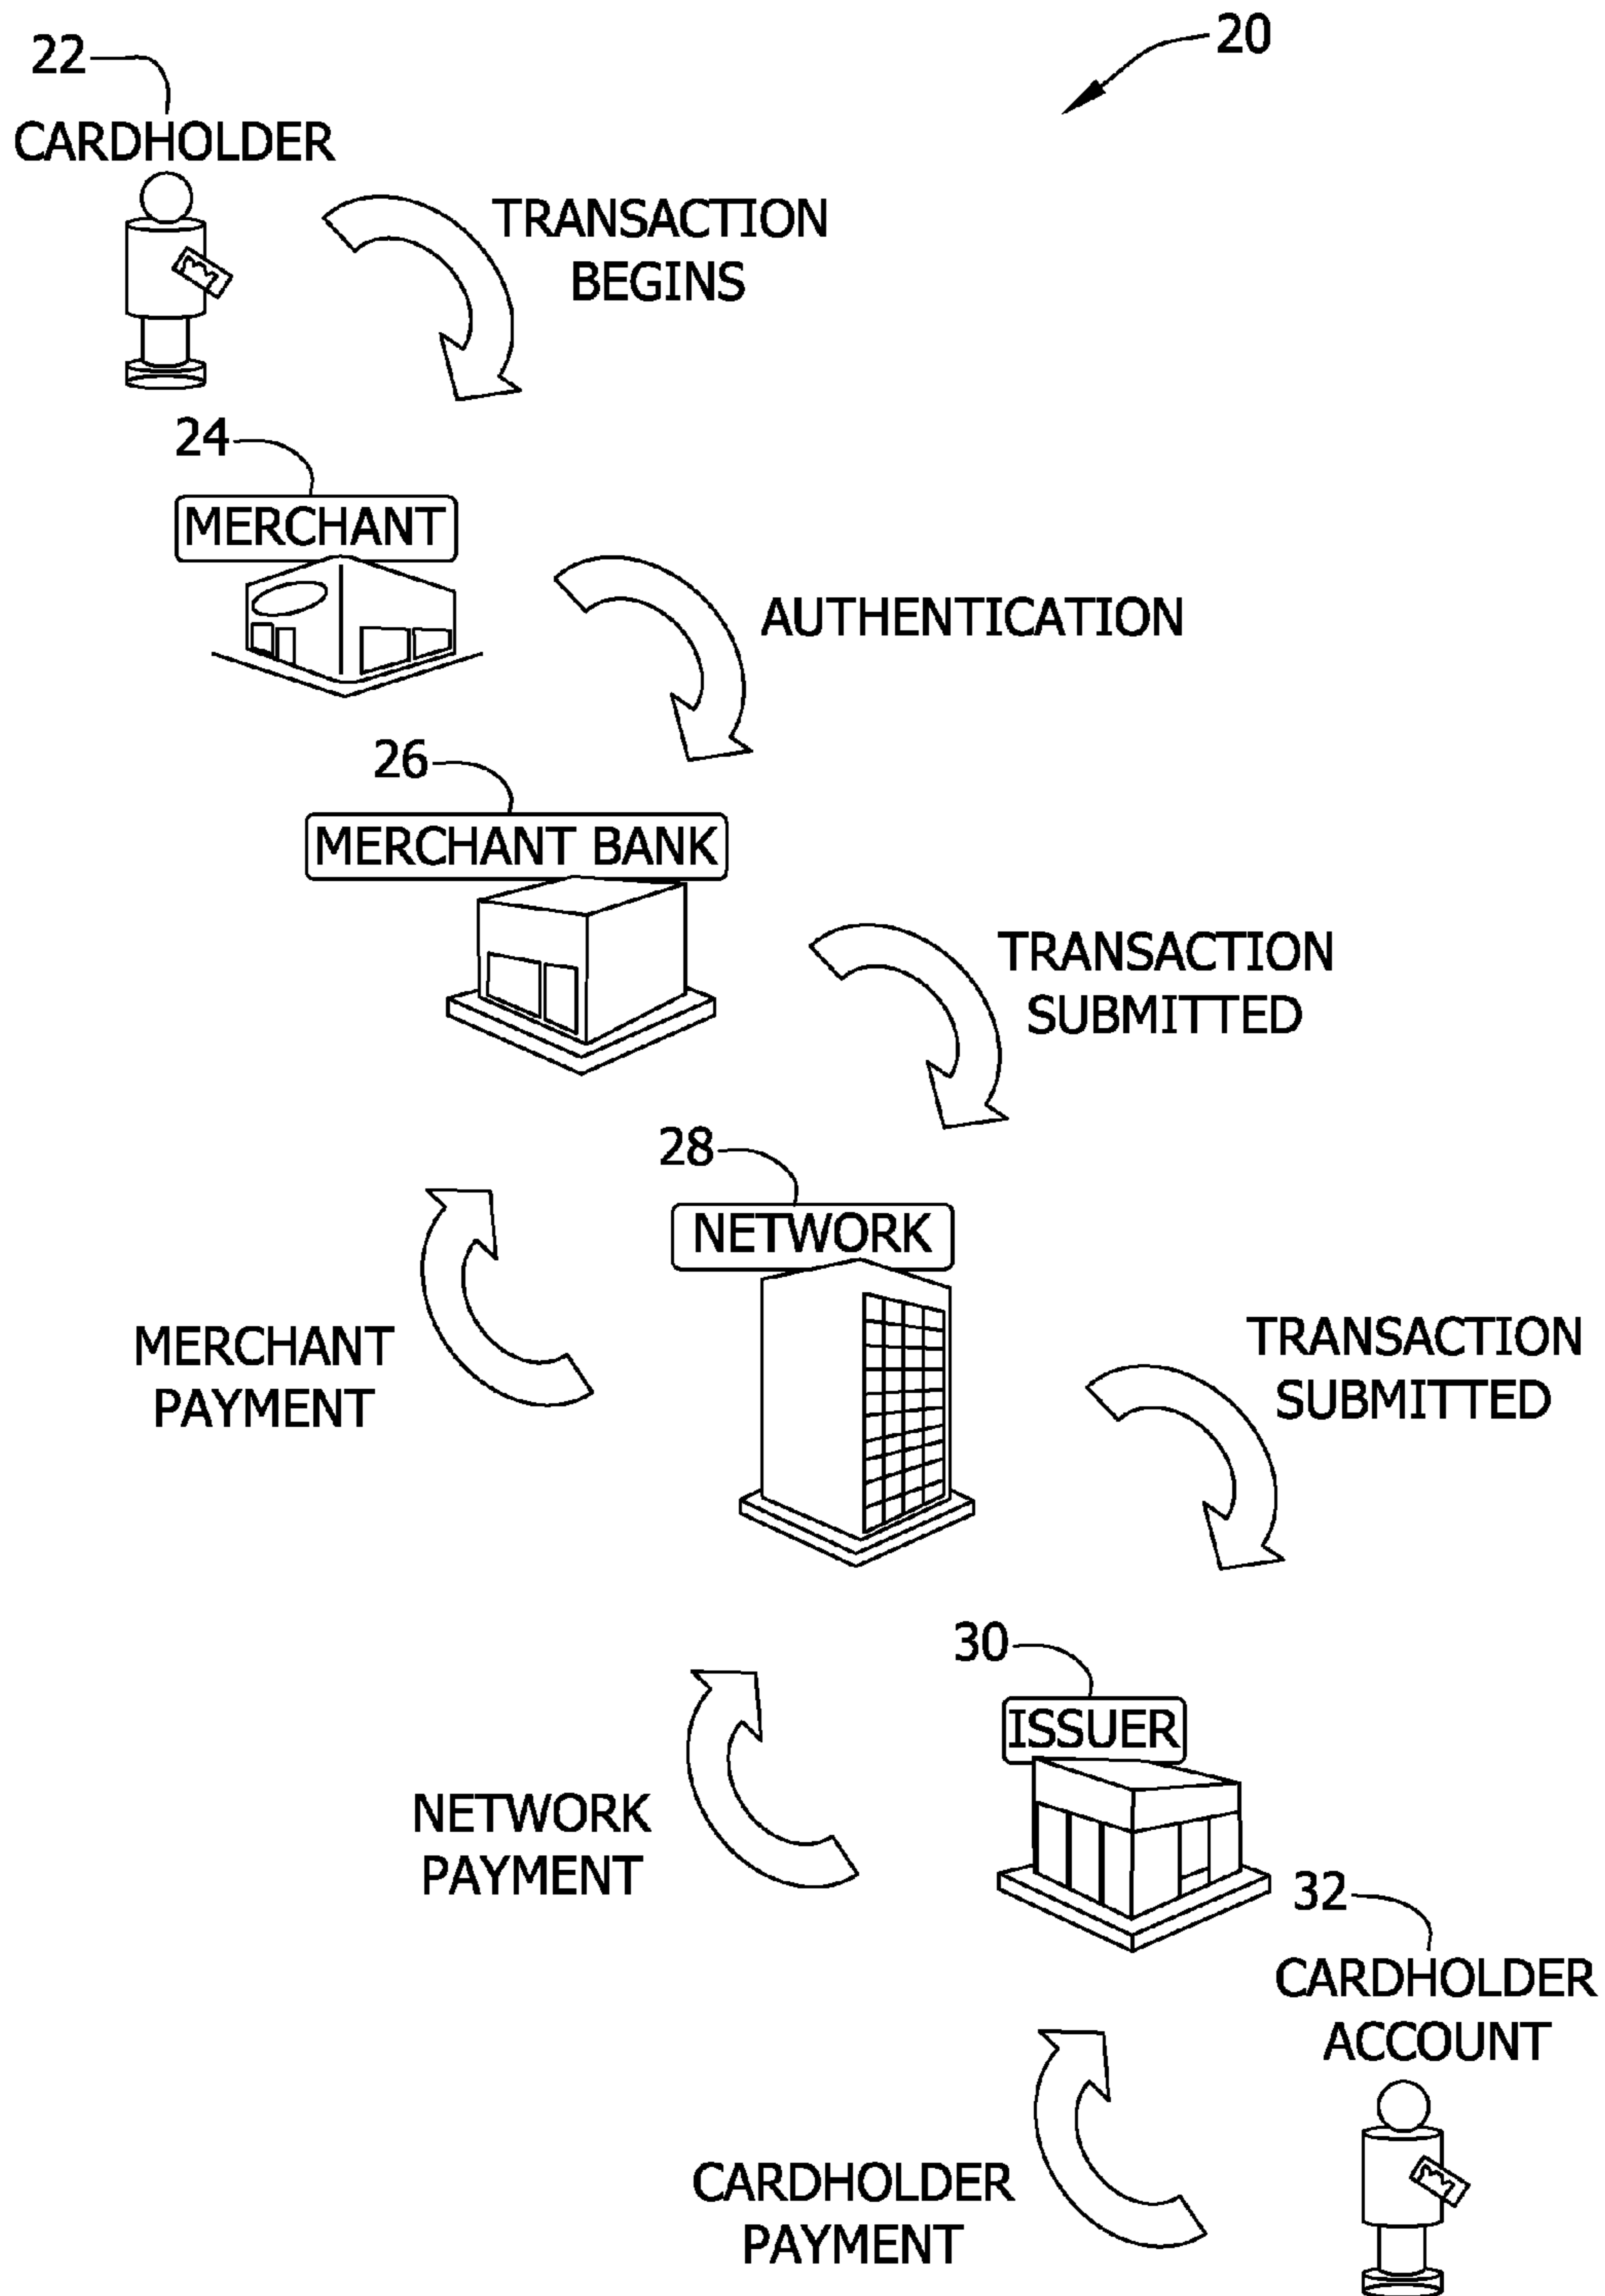 20
22
CARDHOLDER
TRANSACTION
BEGINS
24
MERCHANT
AUTHENTICATION
26
MERCHANT BANK
TRANSACTION
SUBMITTED
28
NETWORK
MERCHANT
PAYMENT
TRANSACTION
SUBMITTED
30
ISSUER
NETWORK
PAYMENT
32
CARDHOLDER
ACCOUNT
CARDHOLDER
PAYMENT